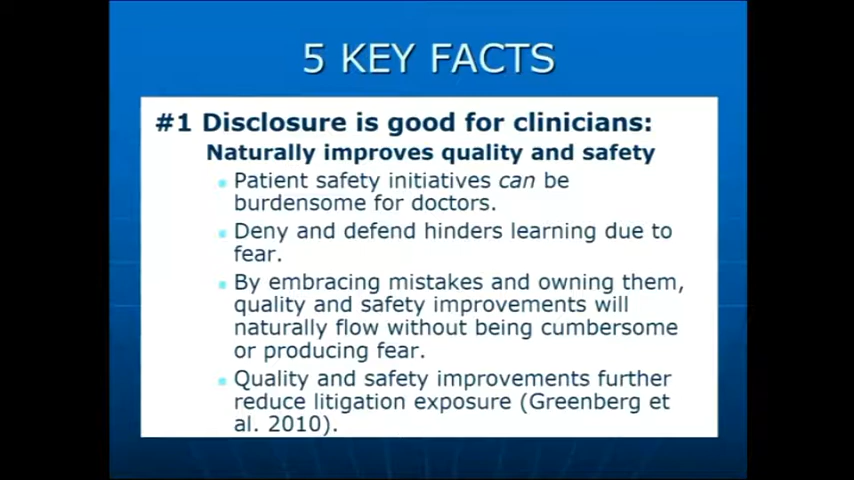 5 KEY FACTS
#1 Disclosure is good for clinicians:
Naturally improves quality and safety
Patient safety initiatives can be
burdensome for doctors.
Deny and defend hinders learning due to
fear.
By embracing mistakes and owning them,
quality and safety improvements will
naturally flow without being cumbersome
or producing fear.
Quality and safety improvements further
reduce litigation exposure (Greenberg et
al. 2010).